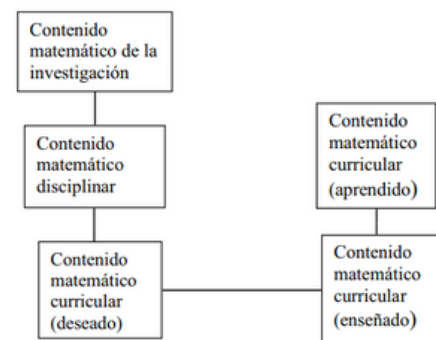 Contenido
matemático de la
investigación
Contenido
matemático
disciplinar
Contenido
matemático
curricular
(deseado)
Contenido
matemático
curricular
(aprendido)
Contenido
matemático
curricular
(enseñado)